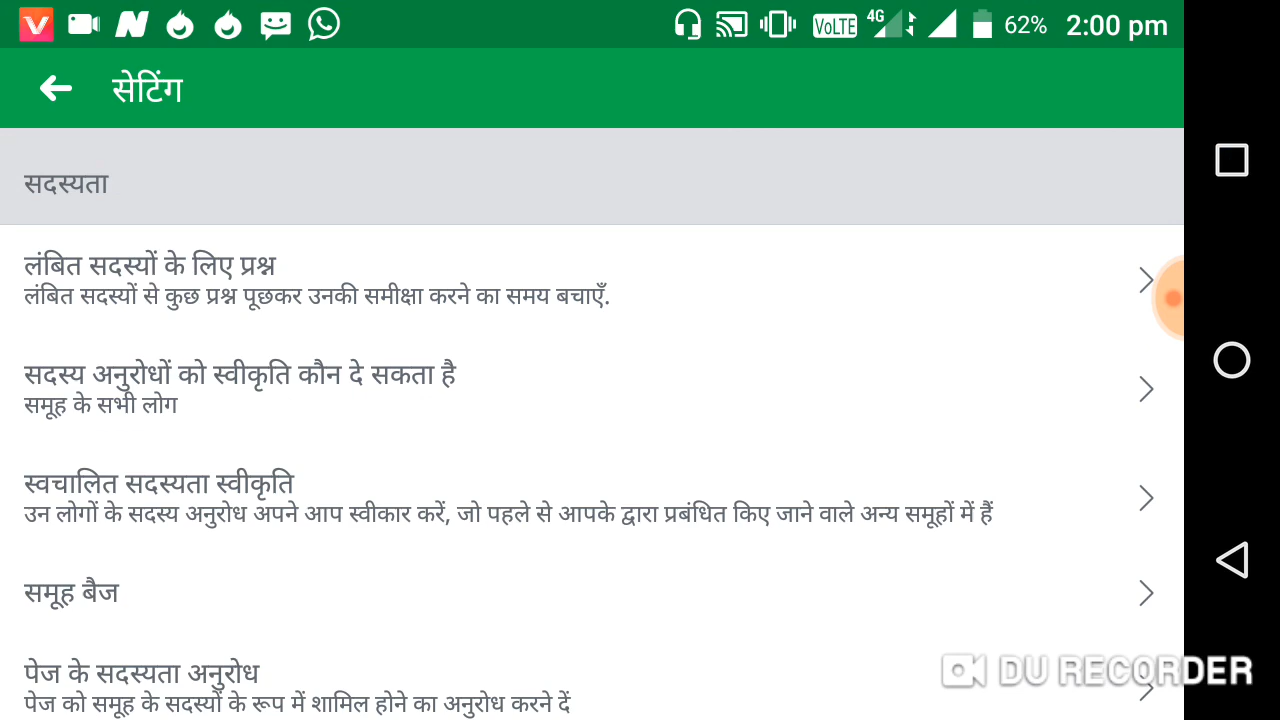 VoLTE 4G 62% 2:00 pm
सेटिंग
सदस्यता
लंबित सदस्यों के लिए प्रश्न
लंबित सदस्यों से कुछ प्रश्न पूछकर उनकी समीक्षा करने का समय बचाएँ.
सदस्य अनुरोधों को स्वीकृति कौन दे सकता है
समूह के सभी लोग
स्वचालित सदस्यता स्वीकृति
उन लोगों के सदस्य अनुरोध अपने आप स्वीकार करें, जो पहले से आपके द्वारा प्रबंधित किए जाने वाले अन्य समूहों में हैं
समूह बैज
पेज के सदस्यता अनुरोध
पेज को समूह के सदस्यों के रूप में शामिल होने का अनुरोध करने दें
DU RECORDER